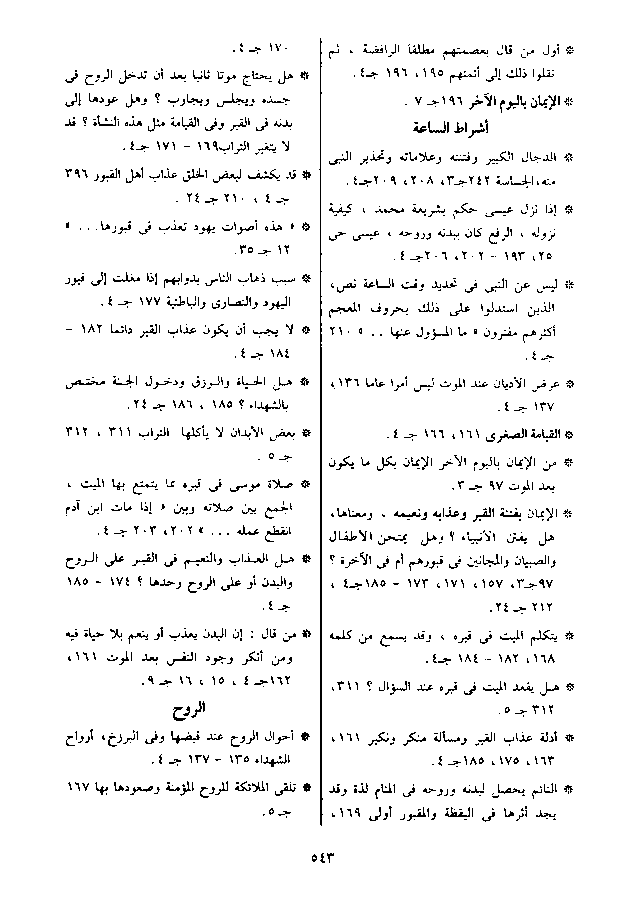 * أول من قال بعصمتهم مطلقا الرافضة ، ثم
نقلوا ذلك إلى أئمتهم ١٩٥، ١٩٦ جـ٤.
* الإيمان باليوم الآخر ١٩٦جـ ٧ .
أشراط الساعة
* الدجال الكبير وفتنته وعلاماته وتحذير النبى
منه،الجساسة ٢٤٢ جـ٣، ٢٠٨، ٢٠٩جـ٤.
* إذا نزل عيسى حكم بشريعة محمد ، كيفية
نزوله ، الرفع كان ببدنه وروحه ، عيسى حى
٢٥، ١٩٣ - ٢٠٢، ٢٠٦جـ ٤ .
* ليس عن النبى فى تحديد وقت الساعة نص،
الذين استدلوا على ذلك بحروف المعجم
أكثرهم مفترون « ما المسؤول عنها .. » ٢١٠
جـ٤ .
* عرض الأديان عند الموت ليس أمرا عاما ١٣٦،
١٣٧ جـ ٤.
* القيامة الصغرى ١٦١، ١٦٦ جـ ٤ .
* من الإيمان باليوم الآخر الإيمان بكل ما يكون
بعد الموت ٩٧ جـ ٣.
* الإيمان بفتنة القبر وعذابه ونعيمه ، ومعناها،
هل يفتن الأنبياء ؟ وهل يمتحن الأطفال
والصبيان والمجانين فى قبورهم أم فى الآخرة ؟
٩٧جـ٣، ١٥٧، ١٧١، ١٧٣ - ١٨٥جـ٤ ،
٢١٢ جـ ٢٤.
* يتكلم الميت فى قبره ، وقد يسمع من كلمه
١٦٨، ١٨٢ - ١٨٤ جـ٤.
* هل يقعد الميت فى قبره عند السؤال ؟ ٣١١،
٣١٢ جـ ٥.
* أدلة عذاب القبر ومسألة منكر ونكير ١٦١،
١٦٣، ١٧٥، ١٨٥جـ ٤.
* النائم يحصل لبدنه وروحه فى المنام لذة وقد
يجد أثرها فى اليقظة والمقبور أولى ١٦٩،
١٧٠ جـ ٤.
* هل يحتاج موتا ثانيا بعد أن تدخل الروح فى
جسده ويجلس ويجاوب ؟ وهل عودها إلى
بدنه فى القبر وفى القيامة مثل هذه النشأة ؟ قد
لا يتغير التراب١٦٩ - ١٧١ جـ٤.
* قد يكشف لبعض الخلق عذاب أهل القبور ٣٩٦
جـ ٤ ، ٢١٠ جـ ٢٤ .
* « هذه أصوات يهود تعذب فى قبورها... »
١٢ جـ ٣٥.
* سبب ذهاب الناس بدوابهم إذا مغلت إلى قبور
اليهود والنصارى والباطنية ١٧٧ جـ ٤.
* لا يجب أن يكون عذاب القبر دائما ١٨٢ -
١٨٤ جـ ٤.
* هل الحياة والرزق ودخول الجنة مختص
بالشهداء ؟ ١٨٥ ، ١٨٦ جـ ٢٤.
* بعض الأبدان لا يأكلها التراب ٣١١ ، ٣١٢
جـ ٥ .
* صلاة موسى فى قبره مما يتمتع بها الميت ،
الجمع بين صلاته وبين « إذا مات ابن آدم
انقطع عمله ... » ٢٠٢، ٢٠٣ جـ ٤.
* هل العذاب والنعيم فى القبر على الروح
والبدن أو على الروح وحدها ؟ ١٧٤ - ١٨٥
جـ ٤.
* من قال : إن البدن يعذب أو ينعم بلا حياة فيه
ومن أنكر وجود النفس بعد الموت ١٦١،
١٦٢جـ ٤ ، ١٥ ، ١٦ جـ ٩.
الروح
* أحوال الروح عند قبضها وفى البرزخ، أرواح
الشهداء ١٣٥ - ١٣٧ جـ ٤.
* تلقى الملائكة للروح المؤمنة وصعودها بها ١٦٧
جـ ٥.
٥٤٣